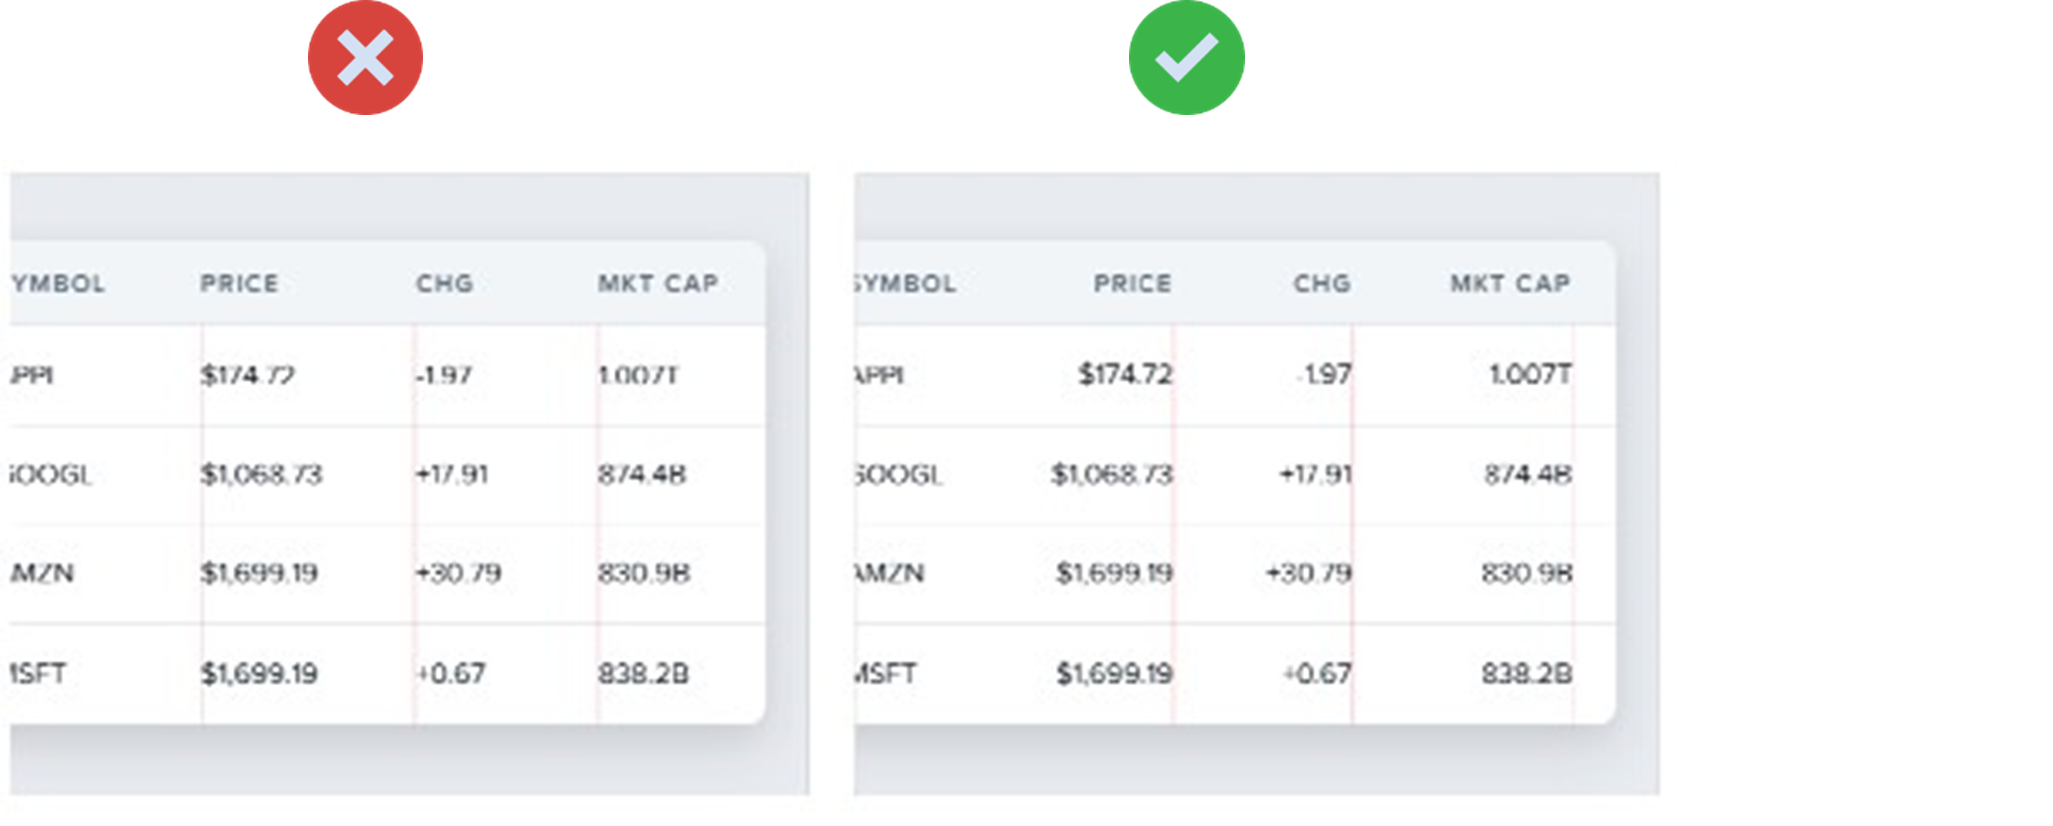 YMBOL PRICE CHG MKT CAP
PPL $174.72 -1.97 1.007T
OOGL $1,068.73 +17.91 874.4B
MZN $1,699.19 +30.79 830.9B
MSFT $1,699.19 +0.67 838.2B
SYMBOL PRICE CHG MKT CAP
APPL $174.72 -1.97 1.007T
GOOGL $1,068.73 +17.91 874.4B
AMZN $1,699.19 +30.79 830.9B
MSFT $1,699.19 +0.67 838.2B